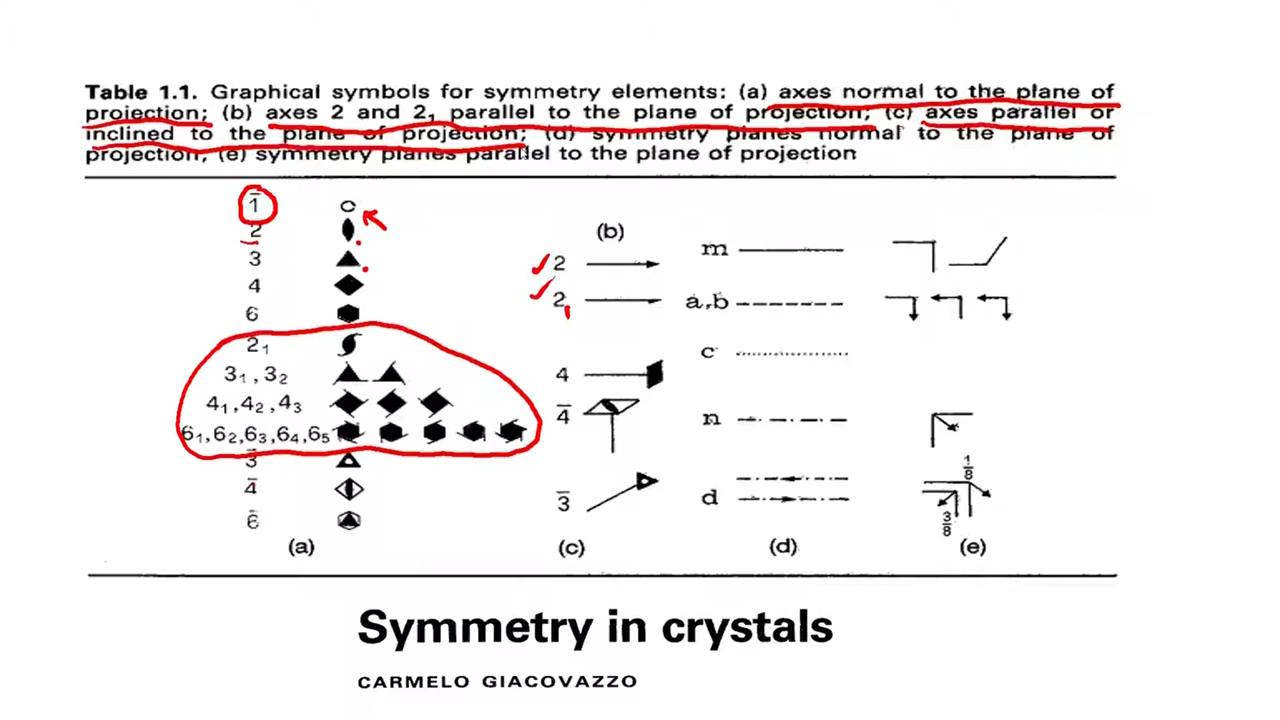 Table 1.1. Graphical symbols for symmetry elements: (a) axes normal to the plane of
projection; (b) axes 2 and 2₁ parallel to the plane of projection; (c) axes parallel or
inclined to the plane of projection; (d) symmetry planes normal to the plane of
projection, (e) symmetry planes parallel to the plane of projection
1̅
2
3
4
6
2₁
3₁, 3₂
4₁, 4₂, 4₃
6₁, 6₂, 6₃, 6₄, 6₅
3̅
4̅
6̅
(a)
(b)
2
2₁
4
4̅
3̅
(c)
m
a,b
c
n
d
(d)
1/8
3/8
(e)
Symmetry in crystals
CARMELO GIACOVAZZO